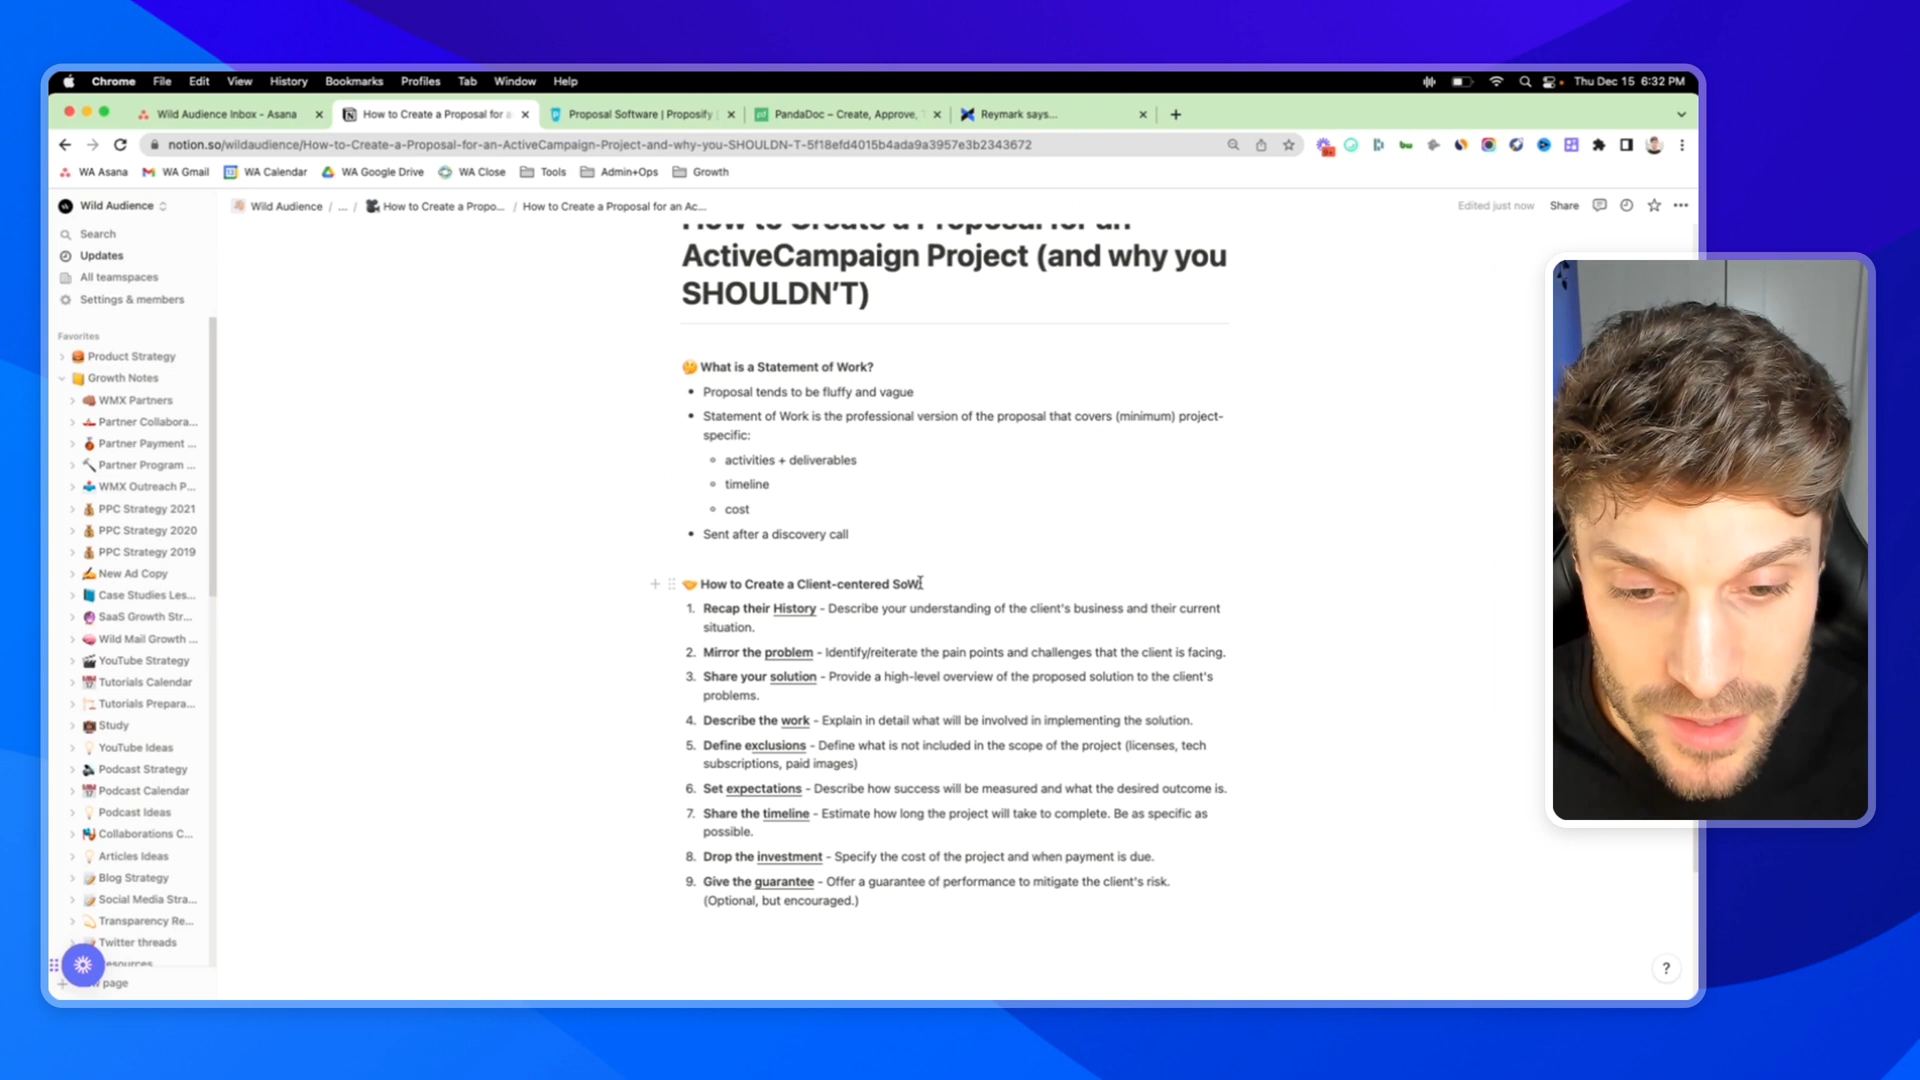 Chrome File Edit View History Bookmarks Profiles Tab Window Help Thu Dec 15 6:32 PM
Wild Audience Inbox - Asana How to Create a Proposal for a Proposal Software | Proposify PandaDoc – Create, Approve, Reymark says...
notion.so/wildaudience/How-to-Create-a-Proposal-for-an-ActiveCampaign-Project-and-why-you-SHOULDN-T-5f18efd4015b4ada9a3957e3b2343672
WA Asana WA Gmail WA Calendar WA Google Drive WA Close Tools Admin+Ops Growth
Wild Audience
Search
Updates
All teamspaces
Settings & members
Favorites
Product Strategy
Growth Notes
WMX Partners
Partner Collabora...
Partner Payment ...
Partner Program ...
WMX Outreach P...
PPC Strategy 2021
PPC Strategy 2020
PPC Strategy 2019
New Ad Copy
Case Studies Les...
SaaS Growth Str...
Wild Mail Growth ...
YouTube Strategy
Tutorials Calendar
Tutorials Prepara...
Study
YouTube Ideas
Podcast Strategy
Podcast Calendar
Podcast Ideas
Collaborations C...
Articles Ideas
Blog Strategy
Social Media Stra...
Transparency Re...
Twitter threads
page
Wild Audience / ... / How to Create a Propo... / How to Create a Proposal for an Ac... Edited just now Share
How to Create a Proposal for an
ActiveCampaign Project (and why you
SHOULDN'T)
🤔 What is a Statement of Work?
• Proposal tends to be fluffy and vague
• Statement of Work is the professional version of the proposal that covers (minimum) project-
specific:
◦ activities + deliverables
◦ timeline
◦ cost
• Sent after a discovery call
How to Create a Client-centered SoW
1. Recap their History - Describe your understanding of the client's business and their current
situation.
2. Mirror the problem - Identify/reiterate the pain points and challenges that the client is facing.
3. Share your solution - Provide a high-level overview of the proposed solution to the client's
problems.
4. Describe the work - Explain in detail what will be involved in implementing the solution.
5. Define exclusions - Define what is not included in the scope of the project (licenses, tech
subscriptions, paid images)
6. Set expectations - Describe how success will be measured and what the desired outcome is.
7. Share the timeline - Estimate how long the project will take to complete. Be as specific as
possible.
8. Drop the investment - Specify the cost of the project and when payment is due.
9. Give the guarantee - Offer a guarantee of performance to mitigate the client's risk.
(Optional, but encouraged.)
?